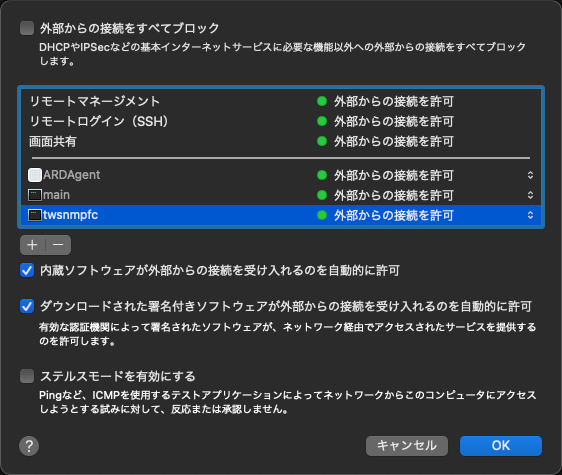 外部からの接続をすべてブロック
DHCPやIPSecなどの基本インターネットサービスに必要な機能以外への外部からの接続をすべてブロック
します。
リモートマネージメント 外部からの接続を許可
リモートログイン（SSH） 外部からの接続を許可
画面共有 外部からの接続を許可
ARDAgent 外部からの接続を許可
main 外部からの接続を許可
twsnmpfc 外部からの接続を許可
+ −
内蔵ソフトウェアが外部からの接続を受け入れるのを自動的に許可
ダウンロードされた署名付きソフトウェアが外部からの接続を受け入れるのを自動的に許可
有効な認証機関によって署名されたソフトウェアが、ネットワーク経由でアクセスされたサービスを提供する
のを許可します。
ステルスモードを有効にする
Pingなど、ICMPを使用するテストアプリケーションによってネットワークからこのコンピュータにアクセス
しようとする試みに対して、反応または承認しません。
? キャンセル OK